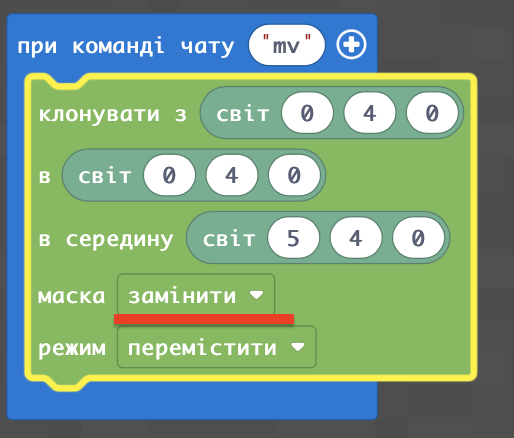 при команді чату "mv"
клонувати з світ 0 4 0
в світ 0 4 0
в середину світ 5 4 0
маска замінити
режим перемістити